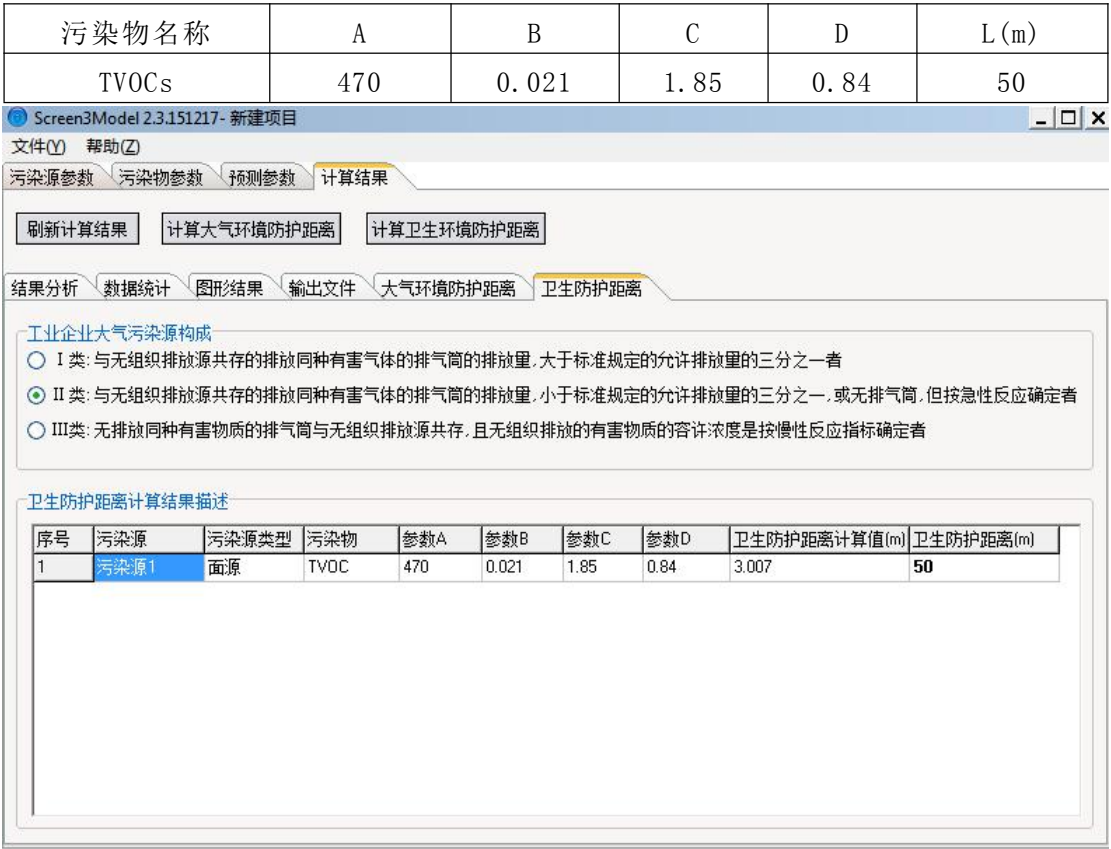 污染物名称 A B C D L(m)
TVOCs 470 0.021 1.85 0.84 50
Screen3Model 2.3.151217- 新建项目
文件(Y) 帮助(Z)
污染源参数 污染物参数 预测参数 计算结果
刷新计算结果 计算大气环境防护距离 计算卫生环境防护距离
结果分析 数据统计 图形结果 输出文件 大气环境防护距离 卫生防护距离
工业企业大气污染源构成
I 类: 与无组织排放源共存的排放同种有害气体的排气筒的排放量,大于标准规定的允许排放量的三分之一者
II 类: 与无组织排放源共存的排放同种有害气体的排气筒的排放量,小于标准规定的允许排放量的三分之一,或无排气筒,但按急性反应确定者
III类: 无排放同种有害物质的排气筒与无组织排放源共存,且无组织排放的有害物质的容许浓度是按慢性反应指标确定者
卫生防护距离计算结果描述
序号 污染源 污染源类型 污染物 参数A 参数B 参数C 参数D 卫生防护距离计算值(m) 卫生防护距离(m)
1 污染源1 面源 TVOC 470 0.021 1.85 0.84 3.007 50